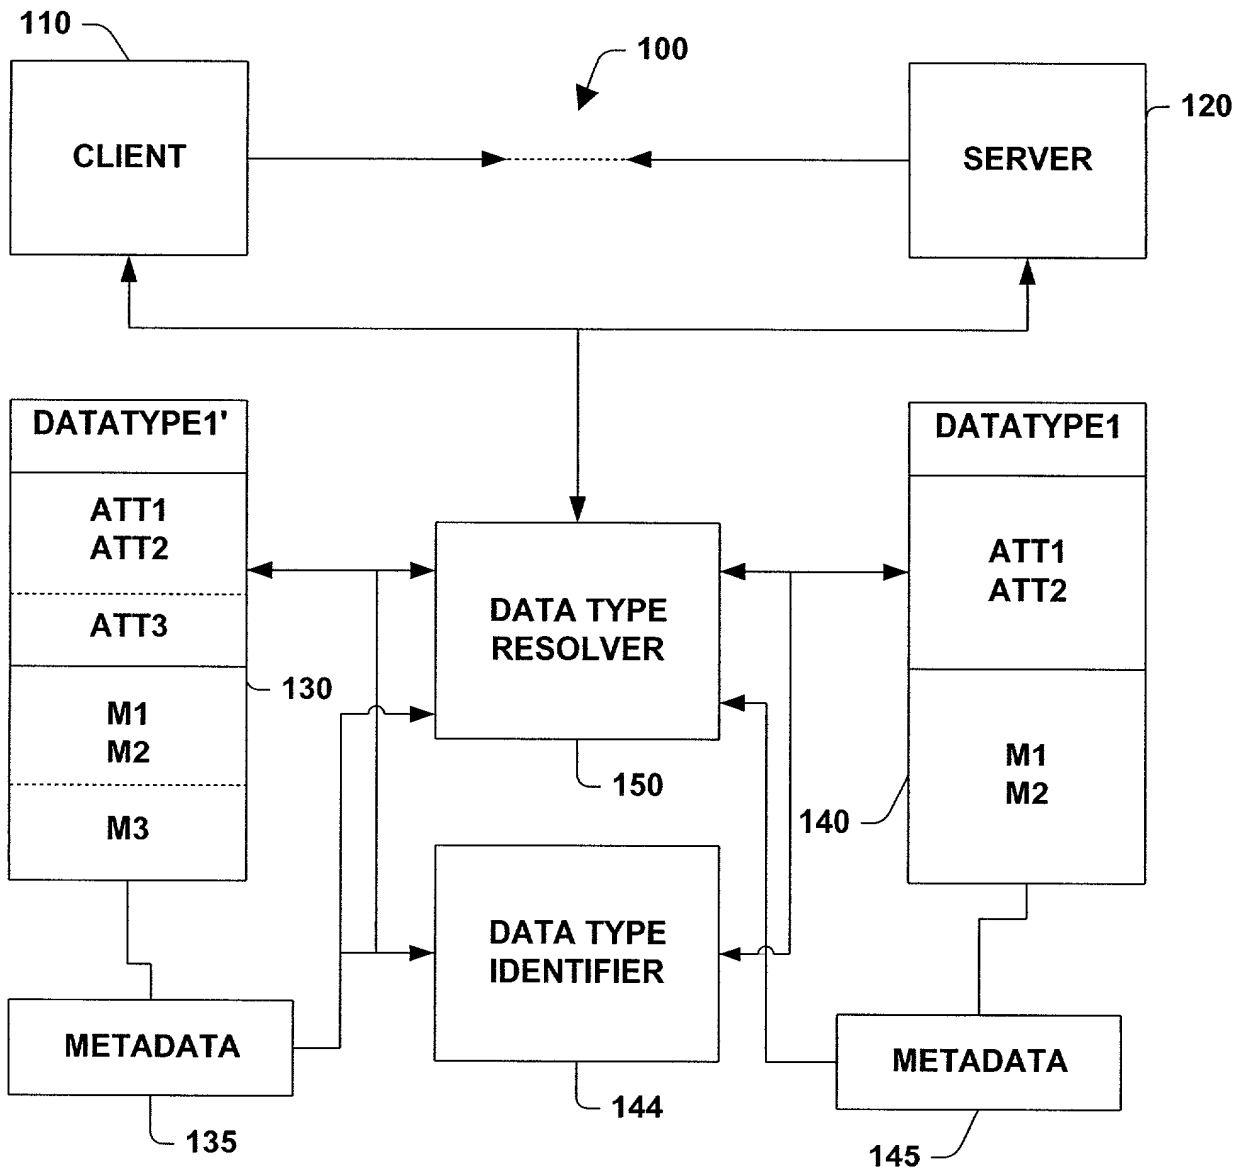 110
100
120
CLIENT
SERVER
DATATYPE1'
DATATYPE1
ATT1
ATT2
ATT3
M1
M2
M3
130
DATA TYPE
RESOLVER
150
ATT1
ATT2
M1
M2
140
DATA TYPE
IDENTIFIER
144
METADATA
135
METADATA
145